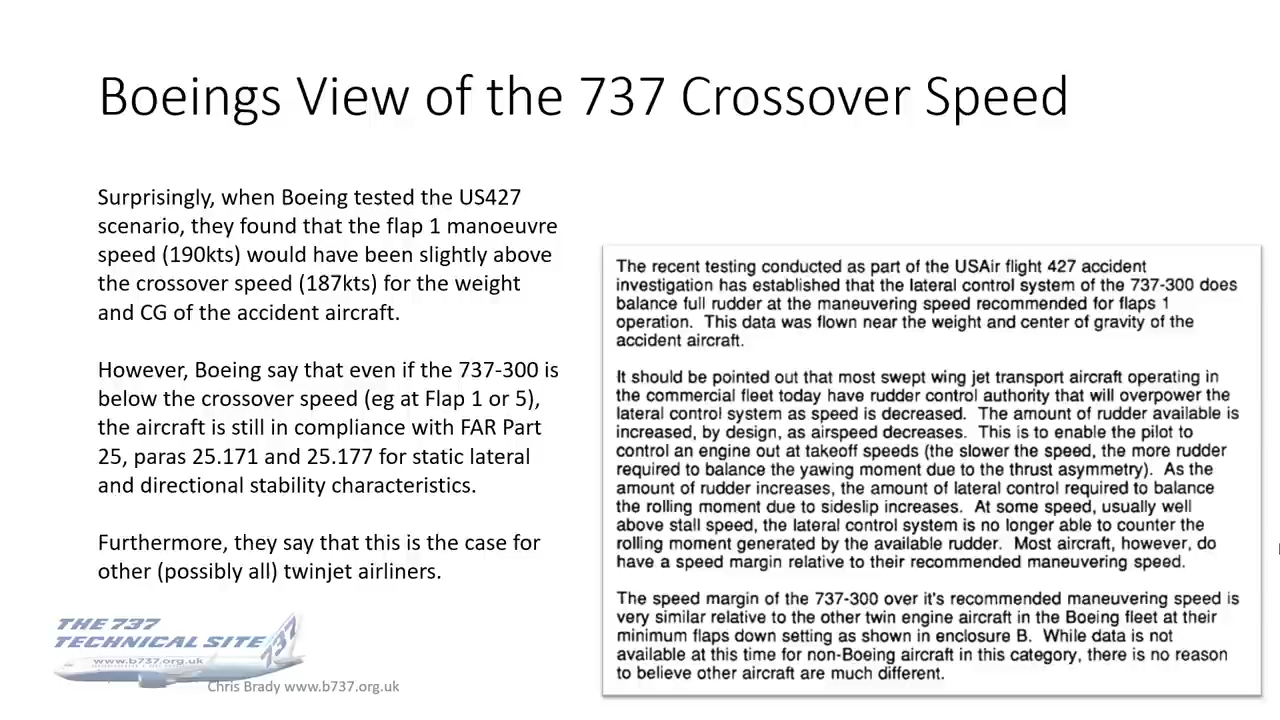 Boeings View of the 737 Crossover Speed
Surprisingly, when Boeing tested the US427
scenario, they found that the flap 1 manoeuvre
speed (190kts) would have been slightly above
the crossover speed (187kts) for the weight
and CG of the accident aircraft.
However, Boeing say that even if the 737-300 is
below the crossover speed (eg at Flap 1 or 5),
the aircraft is still in compliance with FAR Part
25, paras 25.171 and 25.177 for static lateral
and directional stability characteristics.
Furthermore, they say that this is the case for
other (possibly all) twinjet airliners.
The recent testing conducted as part of the USAir flight 427 accident
investigation has established that the lateral control system of the 737-300 does
balance full rudder at the maneuvering speed recommended for flaps 1
operation. This data was flown near the weight and center of gravity of the
accident aircraft.
It should be pointed out that most swept wing jet transport aircraft operating in
the commercial fleet today have rudder control authority that will overpower the
lateral control system as speed is decreased. The amount of rudder available is
increased, by design, as airspeed decreases. This is to enable the pilot to
control an engine out at takeoff speeds (the slower the speed, the more rudder
required to balance the yawing moment due to the thrust asymmetry). As the
amount of rudder increases, the amount of lateral control required to balance
the rolling moment due to sideslip increases. At some speed, usually well
above stall speed, the lateral control system is no longer able to counter the
rolling moment generated by the available rudder. Most aircraft, however, do
have a speed margin relative to their recommended maneuvering speed.
The speed margin of the 737-300 over it's recommended maneuvering speed is
very similar relative to the other twin engine aircraft in the Boeing fleet at their
minimum flaps down setting as shown in enclosure B. While data is not
available at this time for non-Boeing aircraft in this category, there is no reason
to believe other aircraft are much different.
THE 737
TECHNICAL SITE
737
www.b737.org.uk
Chris Brady www.b737.org.uk